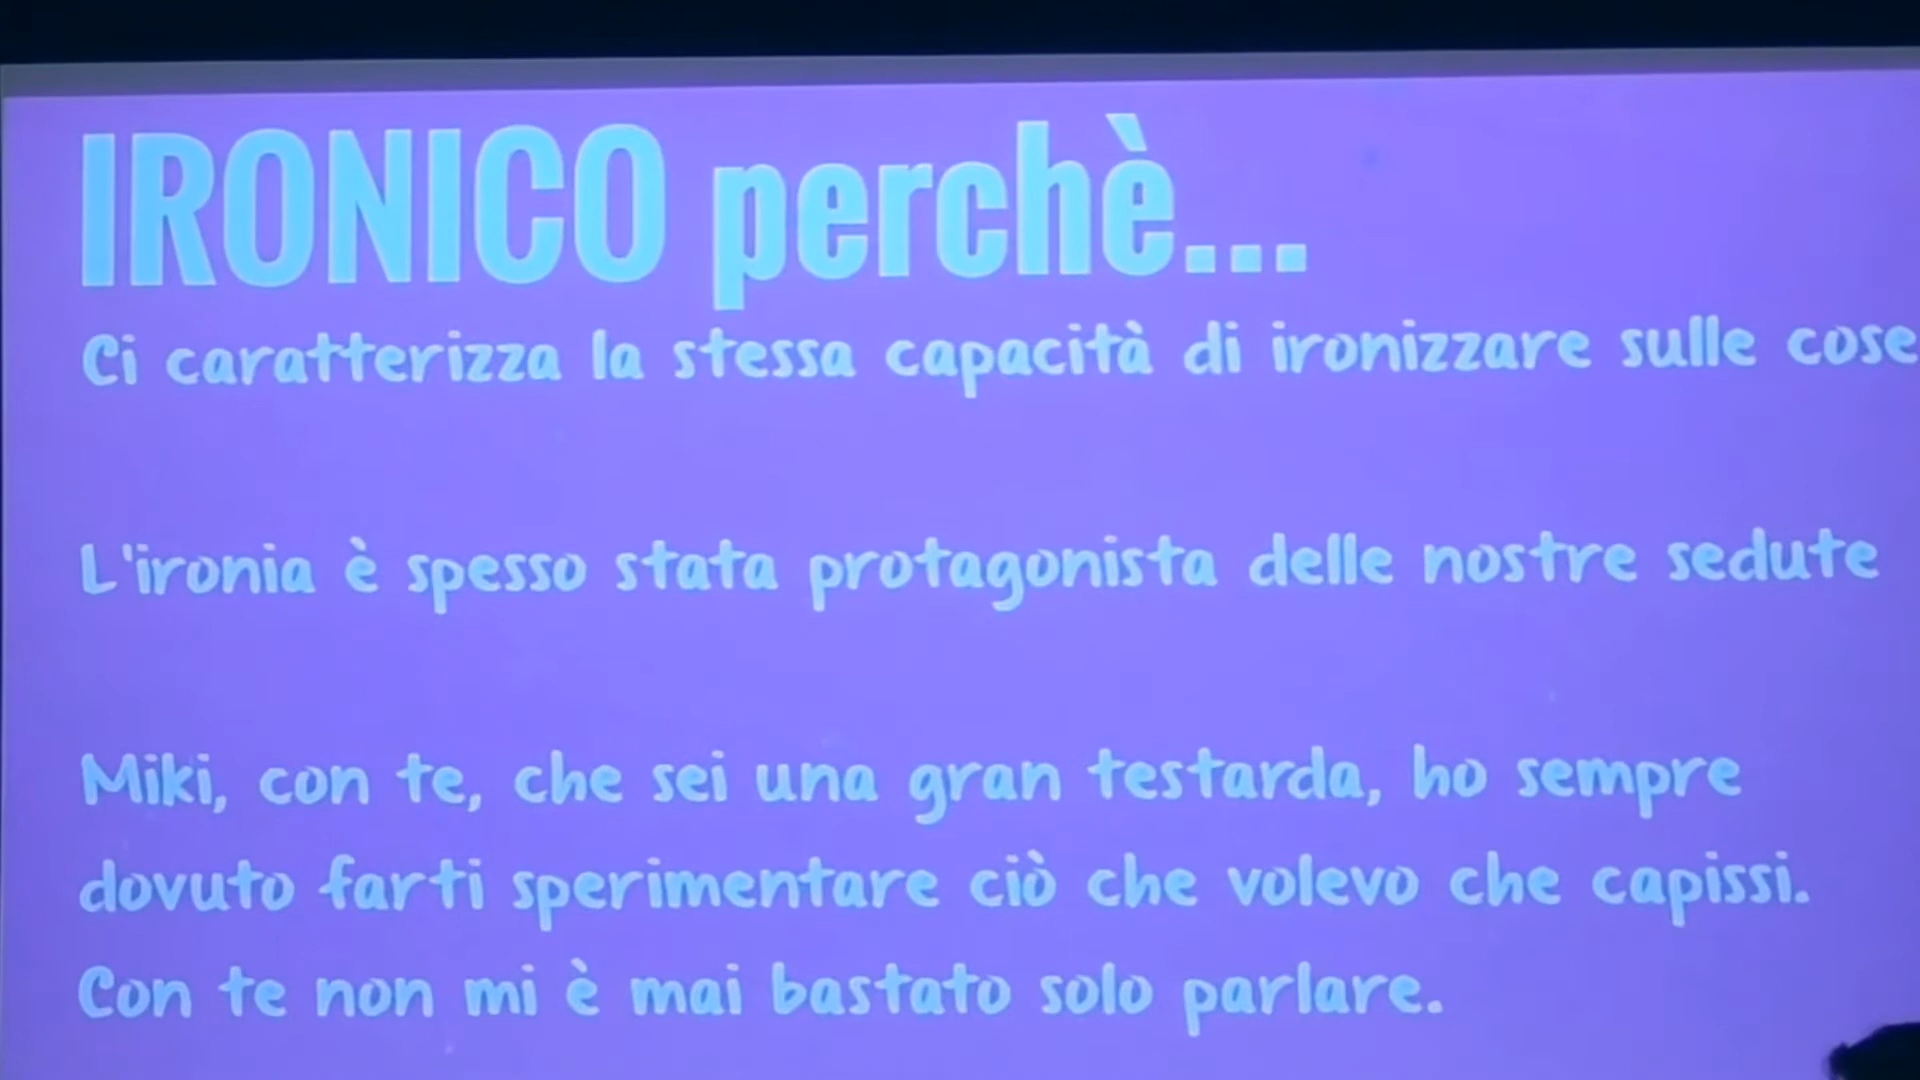 IRONICO perchè...
Ci caratterizza la stessa capacità di ironizzare sulle cose
L'ironia è spesso stata protagonista delle nostre sedute
Miki, con te, che sei una gran testarda, ho sempre
dovuto farti sperimentare ciò che volevo che capissi.
Con te non mi è mai bastato solo parlare.